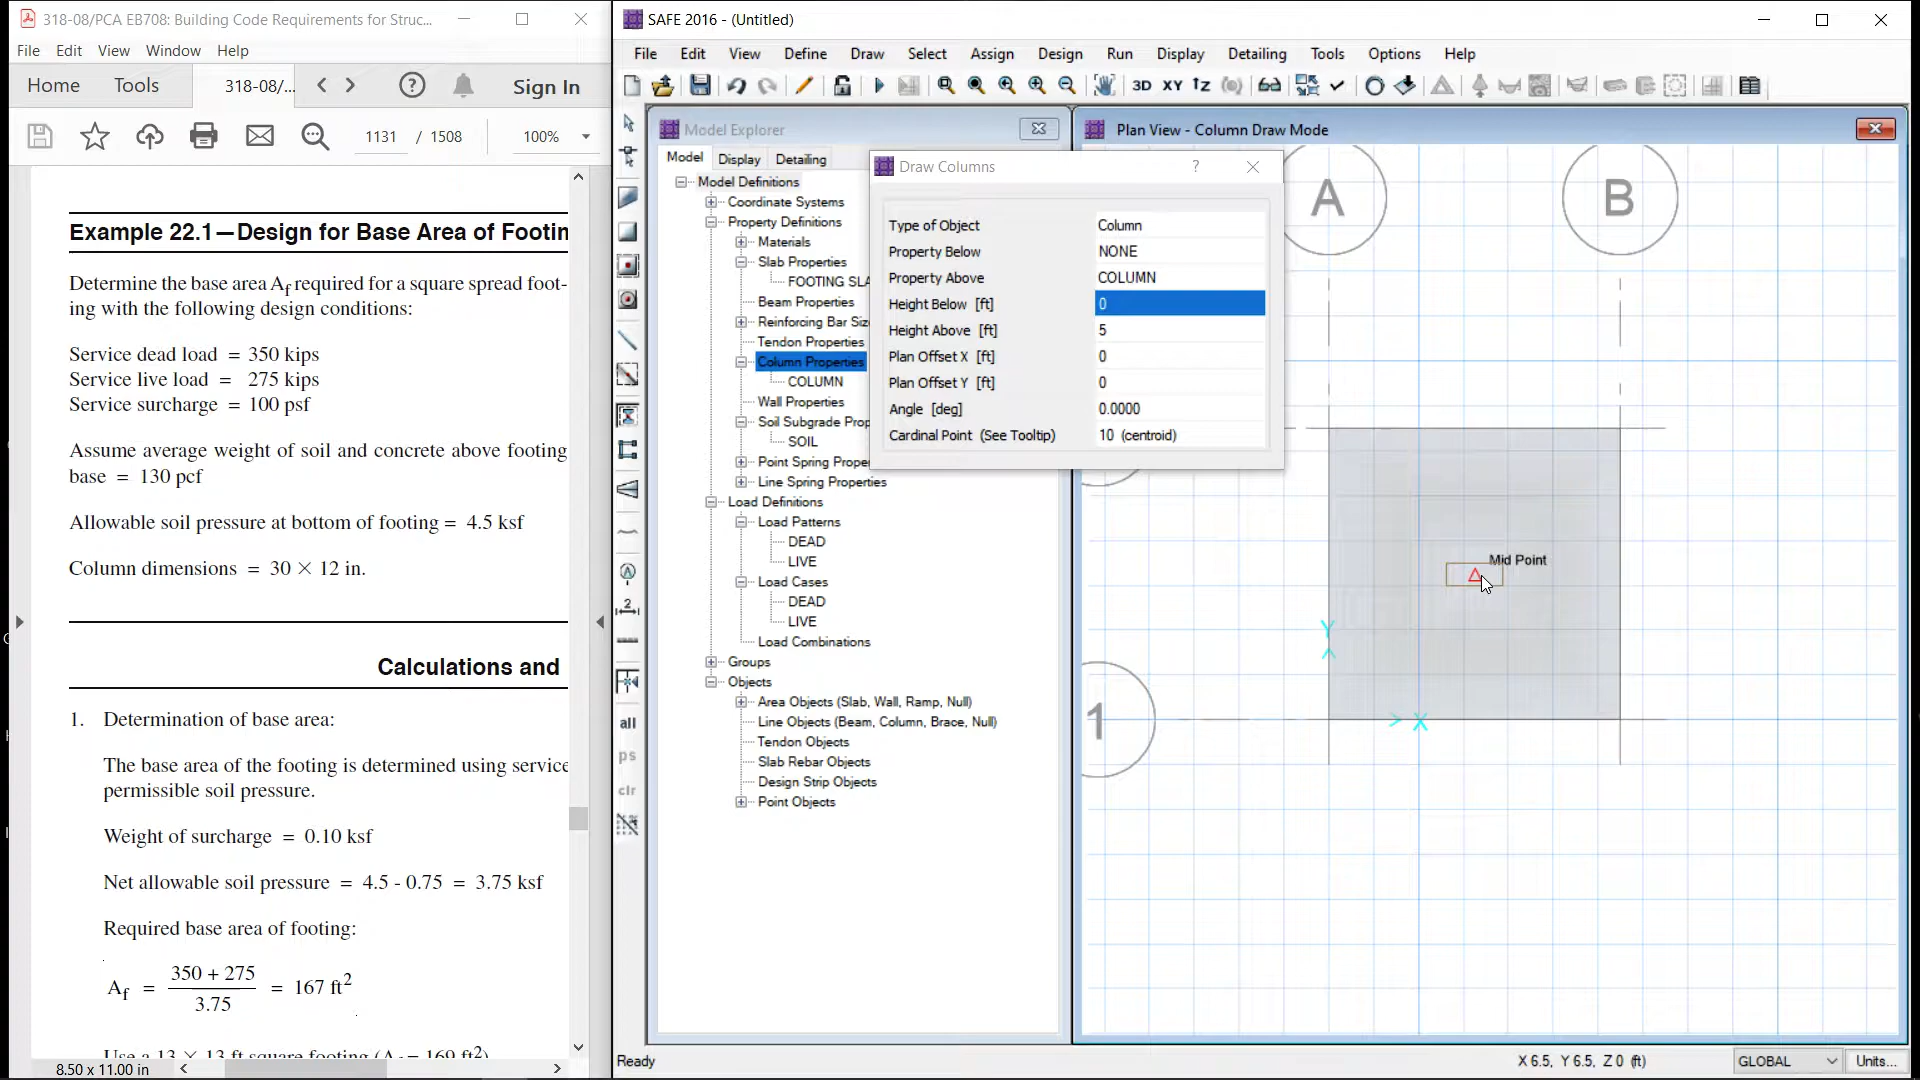 318-08/PCA EB708: Building Code Requirements for Struc...
File Edit View Window Help
Home Tools 318-08/... Sign In
1131 / 1508 100%
Example 22.1—Design for Base Area of Footin
Determine the base area Af required for a square spread foot-
ing with the following design conditions:
Service dead load = 350 kips
Service live load = 275 kips
Service surcharge = 100 psf
Assume average weight of soil and concrete above footing
base = 130 pcf
Allowable soil pressure at bottom of footing = 4.5 ksf
Column dimensions = 30 × 12 in.
Calculations and
1. Determination of base area:
The base area of the footing is determined using service
permissible soil pressure.
Weight of surcharge = 0.10 ksf
Net allowable soil pressure = 4.5 - 0.75 = 3.75 ksf
Required base area of footing:
Af = 350 + 275 / 3.75 = 167 ft2
Use a 13 × 13 ft square footing (Af = 169 ft2)
8.50 x 11.00 in
SAFE 2016 - (Untitled)
File Edit View Define Draw Select Assign Design Run Display Detailing Tools Options Help
3D XY
2
all
ps
clr
Model Explorer
Model Display Detailing
Model Definitions
Coordinate Systems
Property Definitions
Materials
Slab Properties
FOOTING SLA
Beam Properties
Reinforcing Bar Siz
Tendon Properties
Column Properties
COLUMN
Wall Properties
Soil Subgrade Prop
SOIL
Point Spring Prope
Line Spring Properties
Load Definitions
Load Patterns
DEAD
LIVE
Load Cases
DEAD
LIVE
Load Combinations
Groups
Objects
Area Objects (Slab, Wall, Ramp, Null)
Line Objects (Beam, Column, Brace, Null)
Tendon Objects
Slab Rebar Objects
Design Strip Objects
Point Objects
Draw Columns ?
Type of Object Column
Property Below NONE
Property Above COLUMN
Height Below [ft] 0
Height Above [ft] 5
Plan Offset X [ft] 0
Plan Offset Y [ft] 0
Angle [deg] 0.0000
Cardinal Point (See Tooltip) 10 (centroid)
Plan View - Column Draw Mode
A B
Mid Point
Y
X
1
Ready
X 6.5, Y 6.5, Z 0 (ft)
GLOBAL
Units...